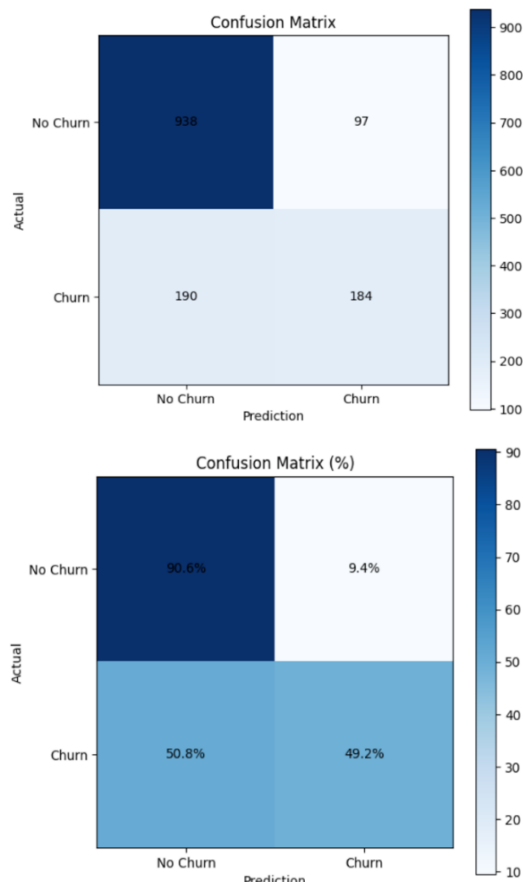 Confusion Matrix
900
800
700
600
500
400
300
200
100
No Churn
938
97
Actual
Churn
190
184
No Churn
Churn
Prediction
Confusion Matrix (%)
90
80
70
60
50
40
30
20
10
No Churn
90.6%
9.4%
Actual
Churn
50.8%
49.2%
No Churn
Churn
Prediction